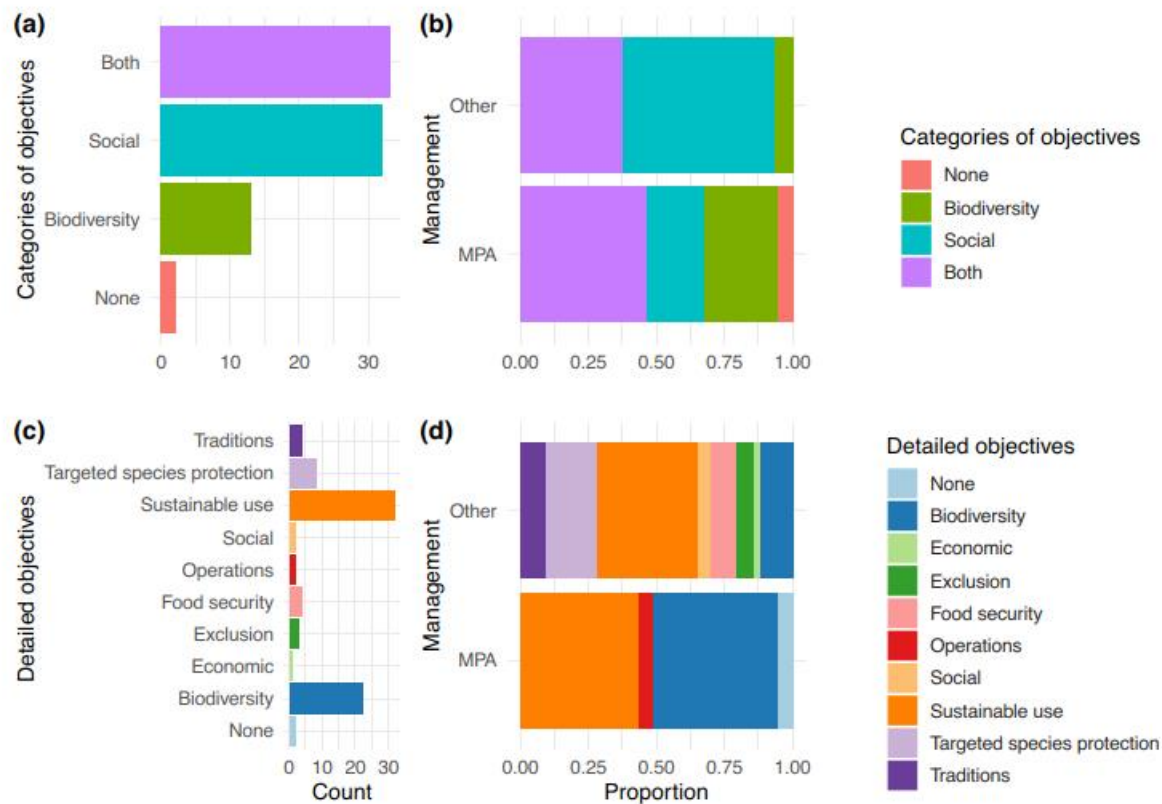 (a)
Categories of objectives
Both
Social
Biodiversity
None
0 10 20 30
(b)
Management
Other
MPA
0.00 0.25 0.50 0.75 1.00
Categories of objectives
None
Biodiversity
Social
Both
(c)
Detailed objectives
Traditions
Targeted species protection
Sustainable use
Social
Operations
Food security
Exclusion
Economic
Biodiversity
None
0 10 20 30
Count
(d)
Management
Other
MPA
0.00 0.25 0.50 0.75 1.00
Proportion
Detailed objectives
None
Biodiversity
Economic
Exclusion
Food security
Operations
Social
Sustainable use
Targeted species protection
Traditions